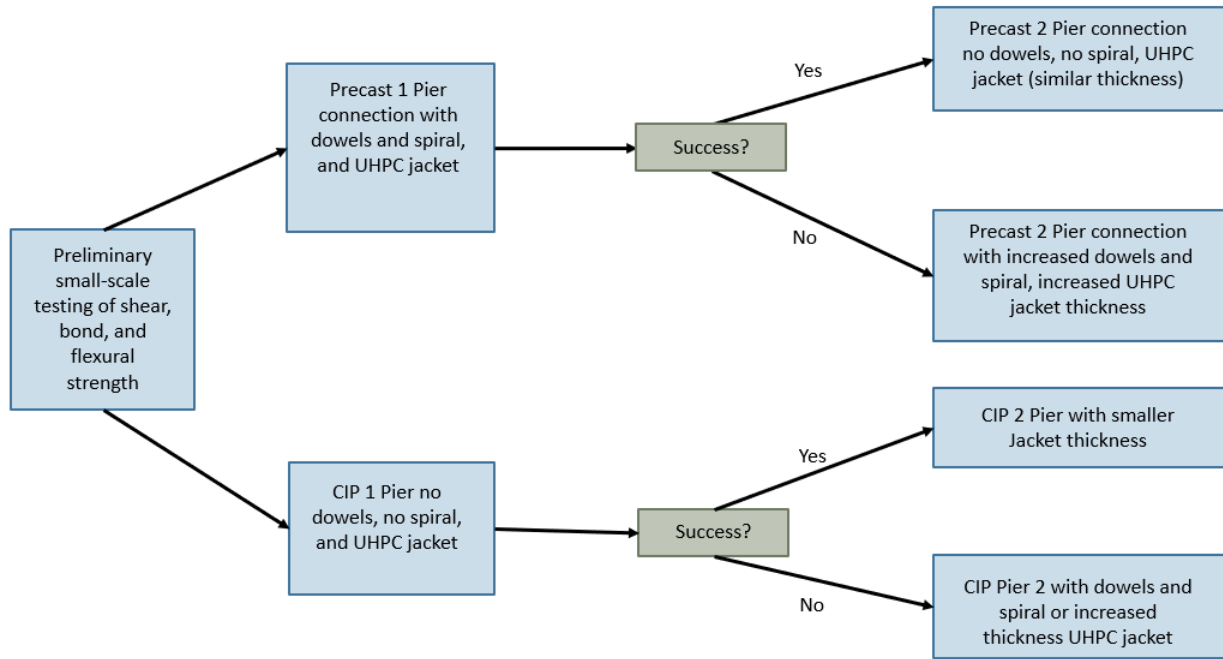 Preliminary
small-scale
testing of shear,
bond, and
flexural
strength
Precast 1 Pier
connection with
dowels and spiral,
and UHPC jacket
Success?
Yes
Precast 2 Pier connection
no dowels, no spiral, UHPC
jacket (similar thickness)
No
Precast 2 Pier connection
with increased dowels and
spiral, increased UHPC
jacket thickness
CIP 1 Pier no
dowels, no spiral,
and UHPC jacket
Success?
Yes
CIP 2 Pier with smaller
Jacket thickness
No
CIP Pier 2 with dowels and
spiral or increased
thickness UHPC jacket